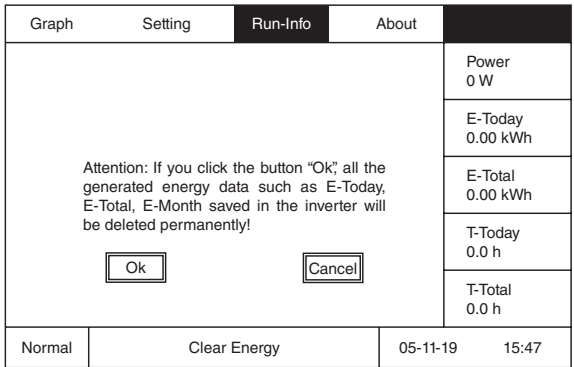 Graph Setting Run-Info About
Power
0 W
E-Today
0.00 kWh
E-Total
0.00 kWh
T-Today
0.0 h
T-Total
0.0 h
Attention: If you click the button “Ok”, all the
generated energy data such as E-Today,
E-Total, E-Month saved in the inverter will
be deleted permanently!
Ok Cancel
Normal Clear Energy 05-11-19 15:47